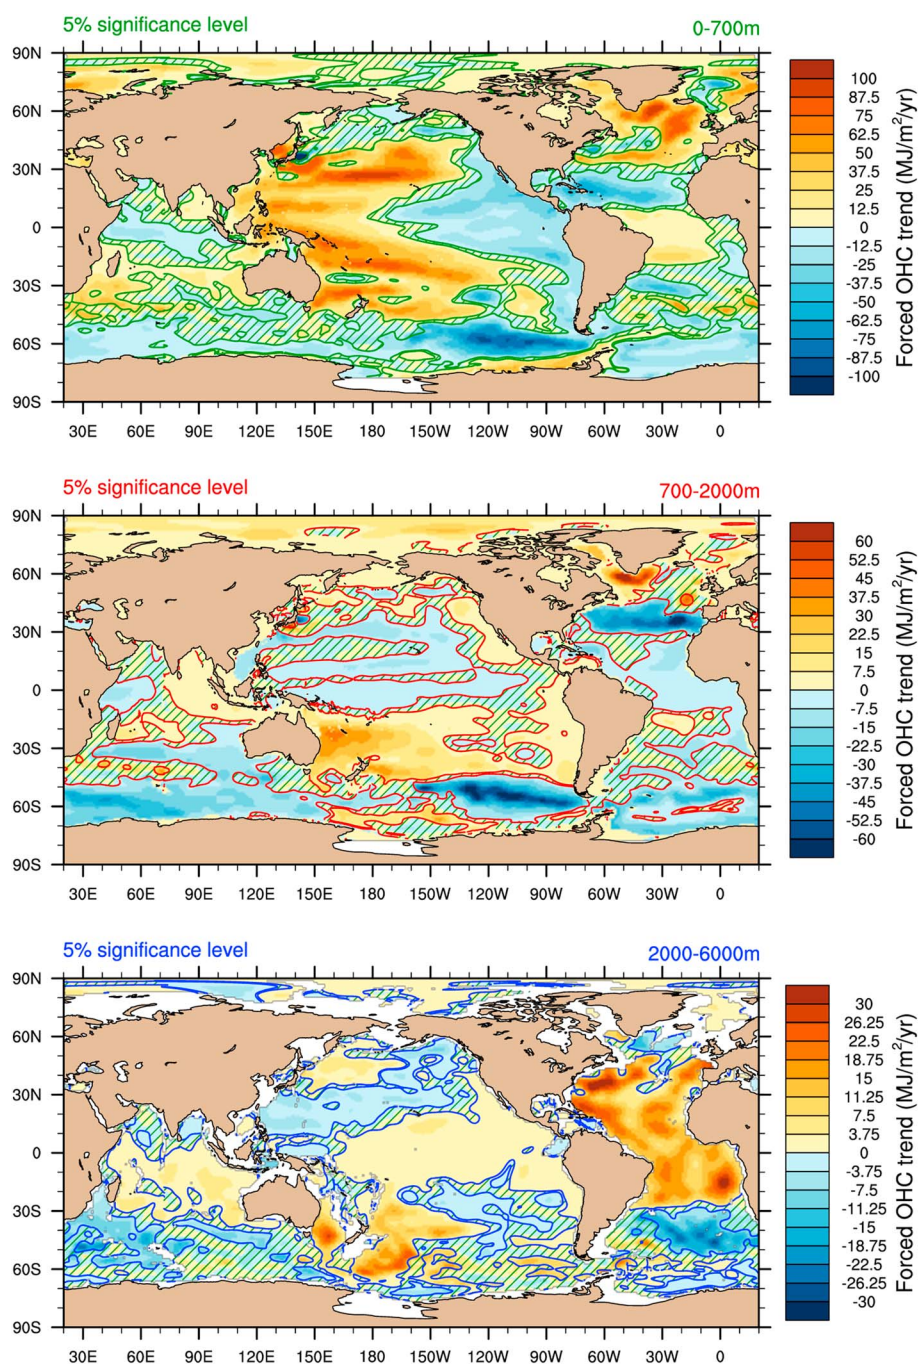 5% significance level 0-700m
90N
60N
30N
0
30S
60S
90S
30E 60E 90E 120E 150E 180 150W 120W 90W 60W 30W 0
100
87.5
75
62.5
50
37.5
25
12.5
0
-12.5
-25
-37.5
-50
-62.5
-75
-87.5
-100
Forced OHC trend (MJ/m²/yr)
5% significance level 700-2000m
90N
60N
30N
0
30S
60S
90S
30E 60E 90E 120E 150E 180 150W 120W 90W 60W 30W 0
60
52.5
45
37.5
30
22.5
15
7.5
0
-7.5
-15
-22.5
-30
-37.5
-45
-52.5
-60
Forced OHC trend (MJ/m²/yr)
5% significance level 2000-6000m
90N
60N
30N
0
30S
60S
90S
30E 60E 90E 120E 150E 180 150W 120W 90W 60W 30W 0
30
26.25
22.5
18.75
15
11.25
7.5
3.75
0
-3.75
-7.5
-11.25
-15
-18.75
-22.5
-26.25
-30
Forced OHC trend (MJ/m²/yr)